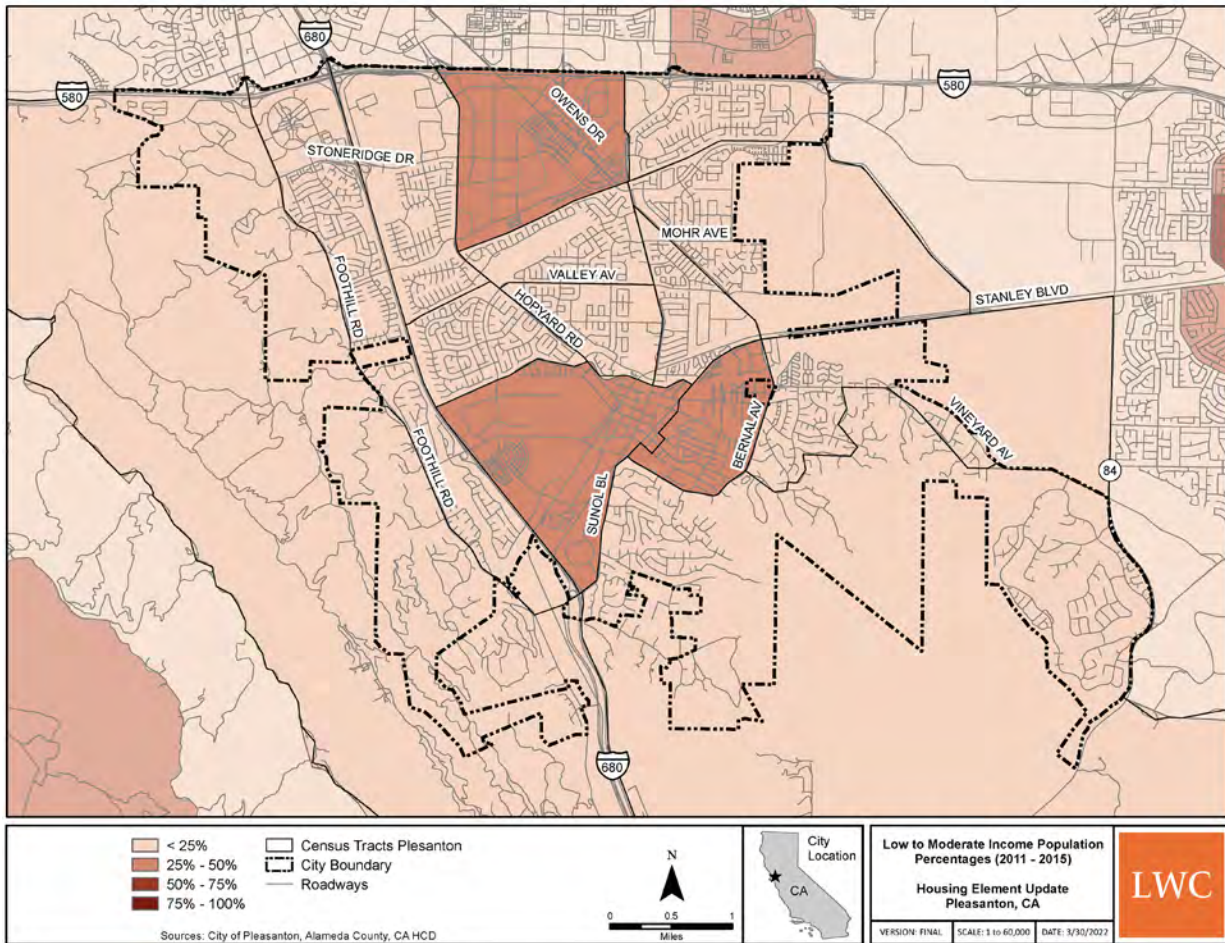 680
580
580
OWENS DR
STONERIDGE DR
MOHR AVE
VALLEY AV
FOOTHILL RD
HOPYARD RD
STANLEY BLVD
BERNAL AV
VINEYARD AV
FOOTHILL RD
SUNOL BL
84
680
< 25%
25% - 50%
50% - 75%
75% - 100%
Census Tracts Plesanton
City Boundary
Roadways
N
0 0.5 1
Miles
Sources: City of Pleasanton, Alameda County, CA HCD
City
Location
CA
Low to Moderate Income Population
Percentages (2011 - 2015)
Housing Element Update
Pleasanton, CA
VERSION: FINAL SCALE: 1 to 60,000 DATE: 3/30/2022
LWC